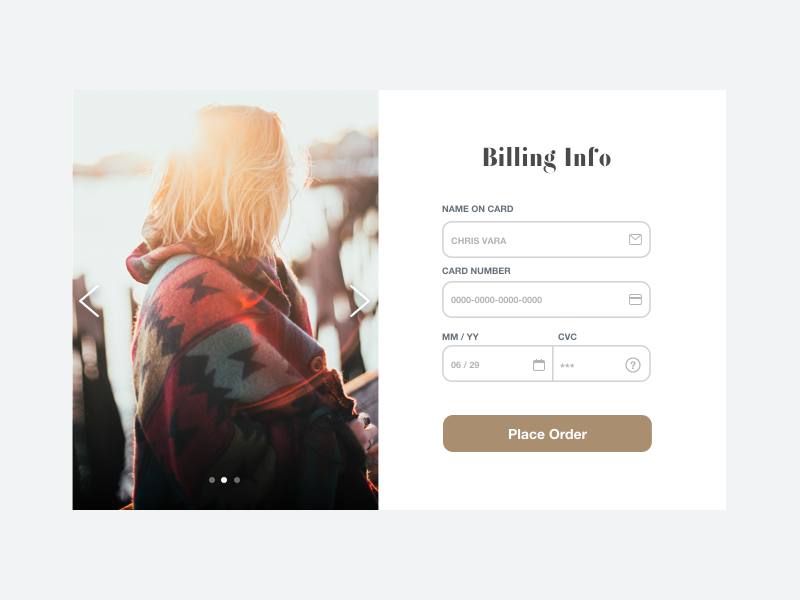 Billing Info
NAME ON CARD
CHRIS VARA
CARD NUMBER
0000-0000-0000-0000
MM / YY CVC
06 / 29 *** ?
Place Order